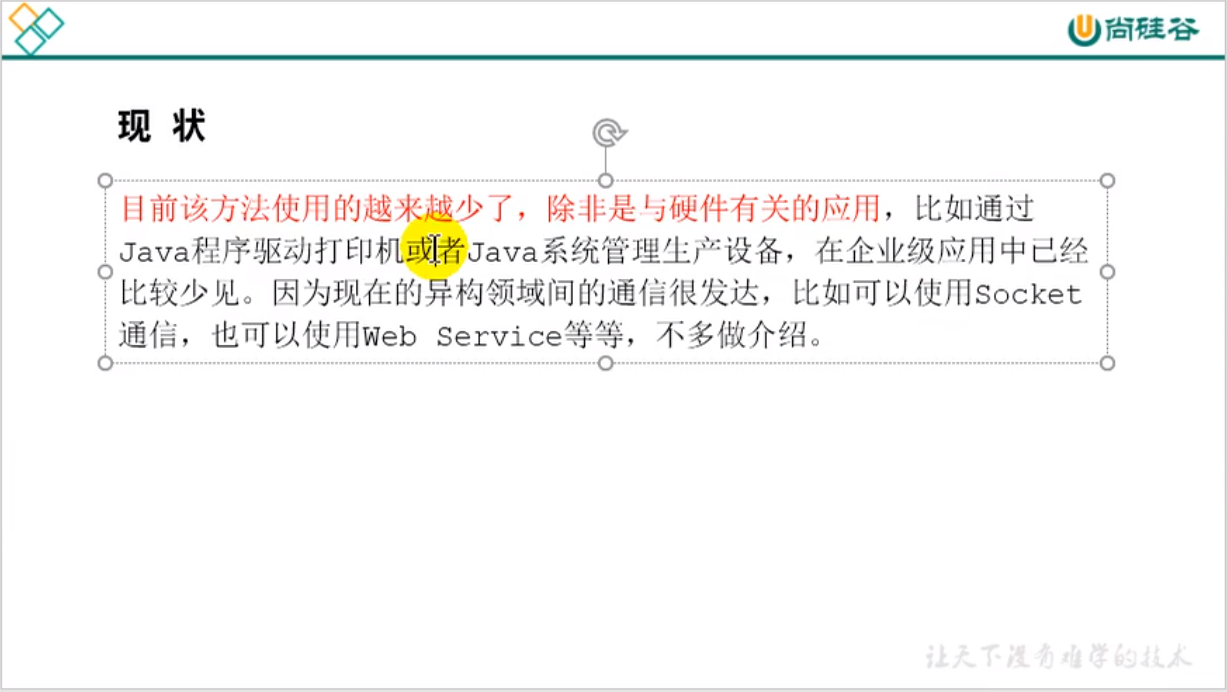 尚硅谷
现 状
目前该方法使用的越来越少了，除非是与硬件有关的应用，比如通过
Java程序驱动打印机或者Java系统管理生产设备，在企业级应用中已经
比较少见。因为现在的异构领域间的通信很发达，比如可以使用Socket
通信，也可以使用Web Service等等，不多做介绍。
让天下没有难学的技术